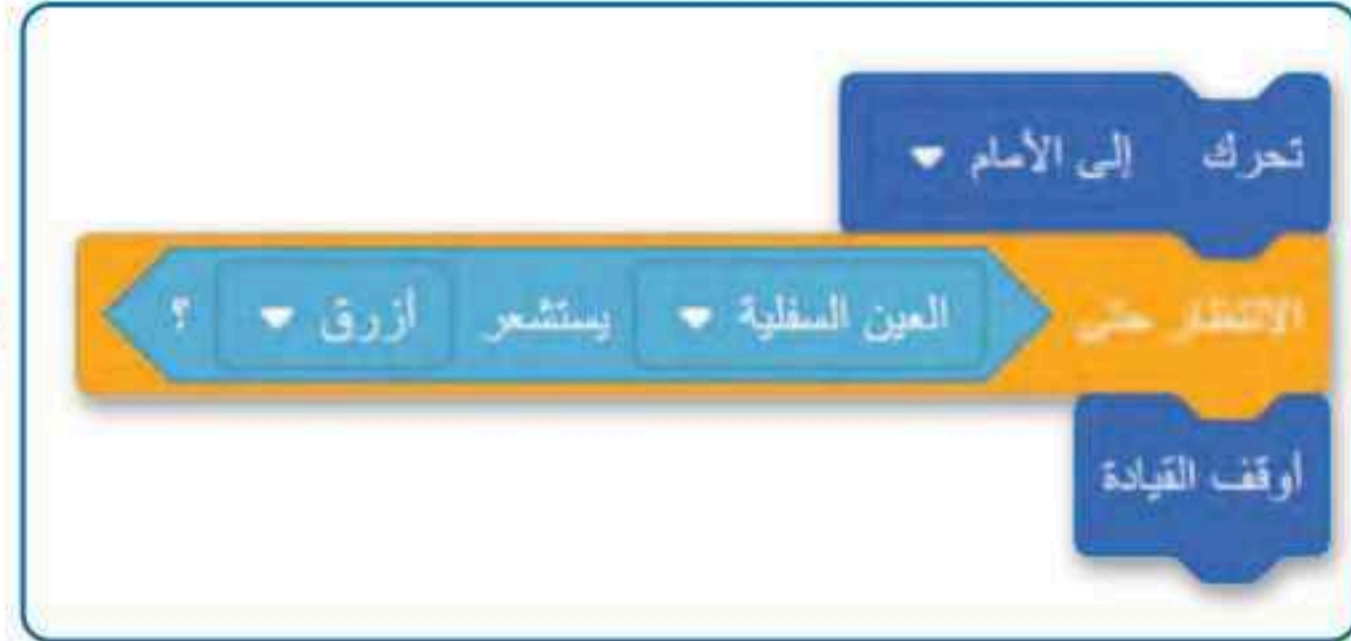 تحرك إلى الأمام
الانتظار حتى العين السفلية يستشعر أزرق ؟
أوقف القيادة